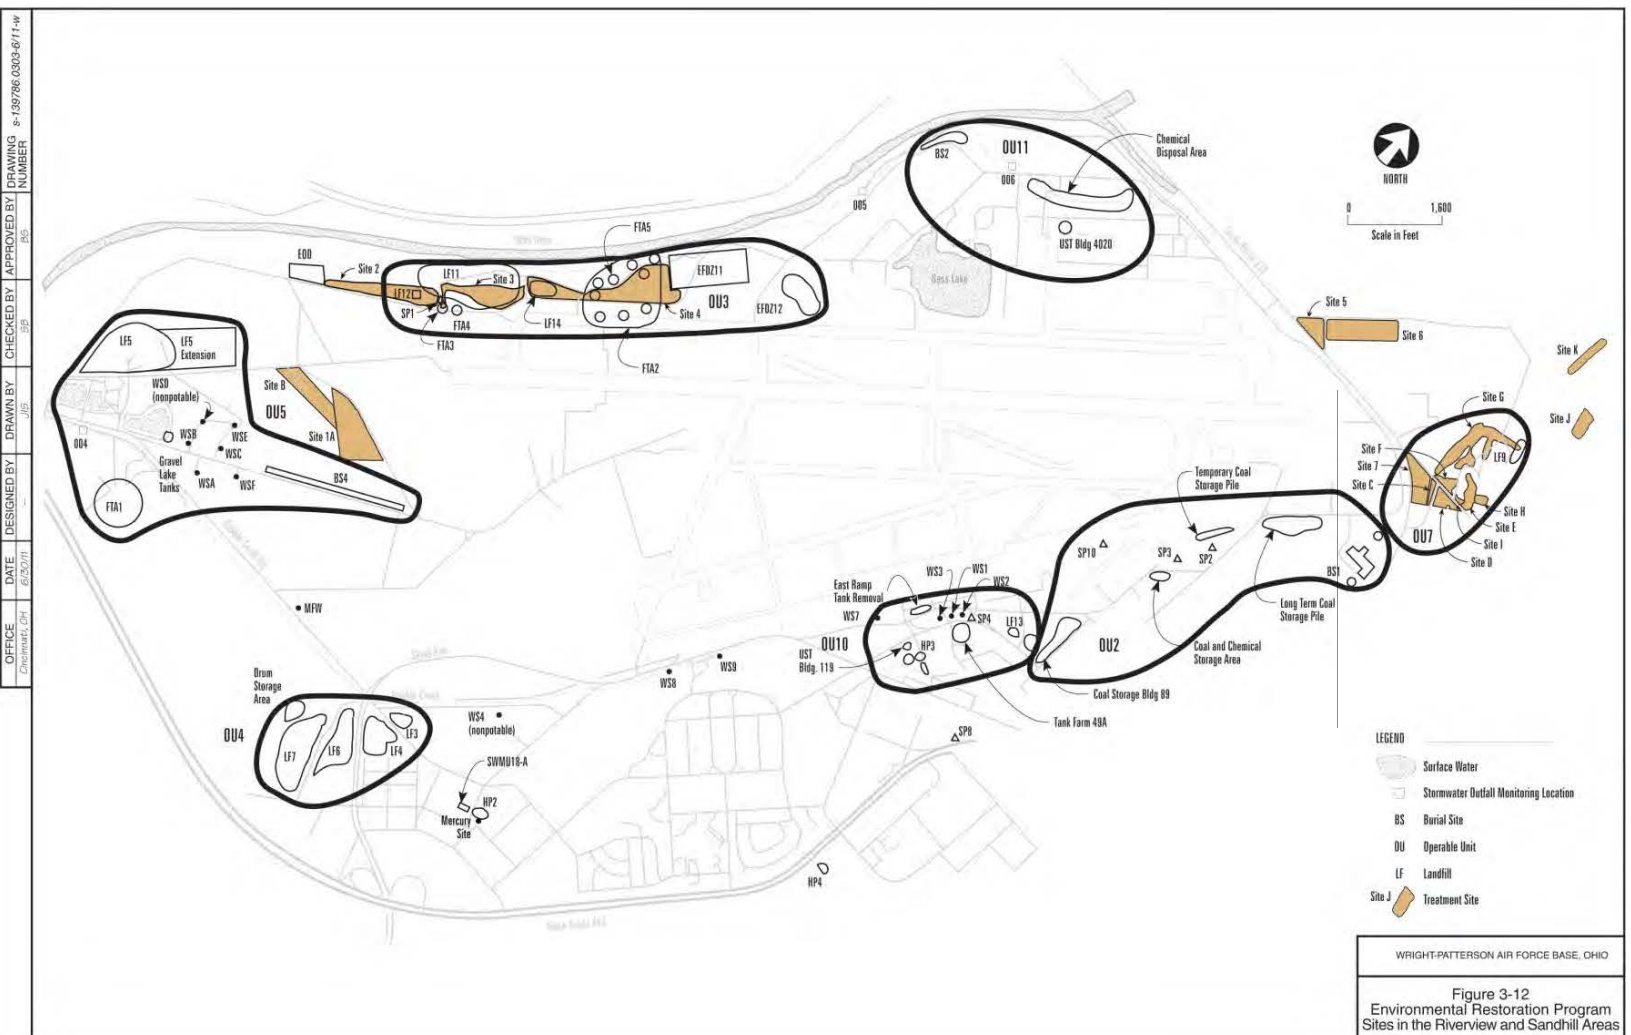 DRAWING NUMBER
s-139786.0303-6/11-w
APPROVED BY
CHECKED BY
DRAWN BY
DESIGNED BY
DATE
6/30/11
OFFICE
Cincinnati, OH
BS2
OU11
006
Chemical
Disposal Area
UST Bldg 4020
005
Bass Lake
NORTH
0
1,600
Scale in Feet
FTA5
EOD
Site 2
LF11
Site 3
LF12
SP1
FTA4
FTA3
LF14
FTA2
EFDZ11
OU3
Site 4
EFDZ12
LF5
LF5
Extension
WSD
(nonpotable)
Site B
OU5
Site 1A
004
WSB
WSE
WSC
Gravel
Lake
Tanks
WSA
WSF
BS4
FTA1
Site 5
Site 6
Site K
Site J
Site G
Site F
Site 7
Site C
LF9
Site H
Site E
Site I
Site D
OU7
Temporary Coal
Storage Pile
SP10
SP3
SP2
BS1
Long Term Coal
Storage Pile
Coal and Chemical
Storage Area
OU2
Coal Storage Bldg 89
East Ramp
Tank Removal
WS3
WS1
WS2
WS7
SP4
LF13
OU10
UST
Bldg. 119
HP3
Tank Farm 49A
MFW
WS9
WS8
SP8
Drum
Storage
Area
OU4
LF7
LF6
LF4
LF3
WS4
(nonpotable)
SWMU18-A
HP2
Mercury
Site
HP4
LEGEND
Surface Water
Stormwater Outfall Monitoring Location
BS Burial Site
OU Operable Unit
LF Landfill
Site J Treatment Site
WRIGHT-PATTERSON AIR FORCE BASE, OHIO
Figure 3-12
Environmental Restoration Program
Sites in the Riverview and Sandhill Areas